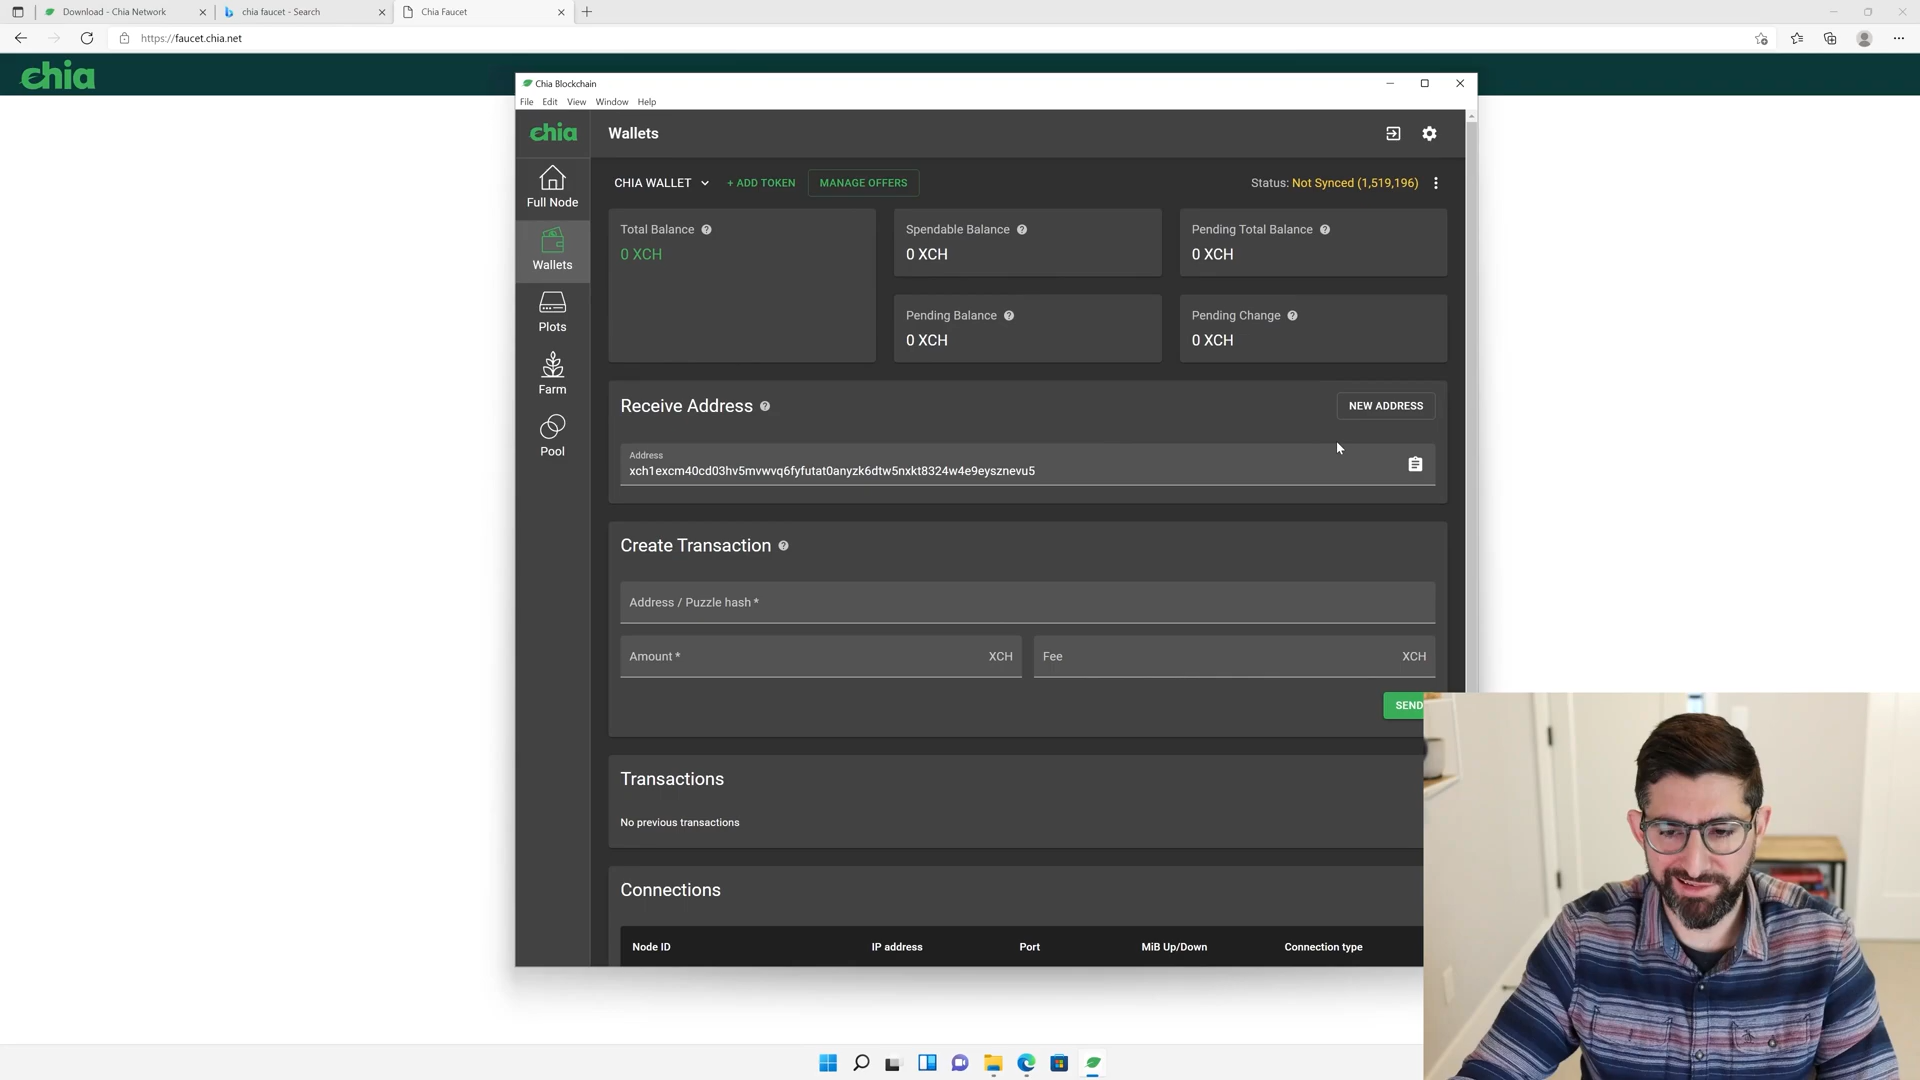 Download - Chia Network
chia faucet - Search
Chia Faucet
https://faucet.chia.net
chia
Chia Blockchain
File Edit View Window Help
chia
Wallets
CHIA WALLET
+ ADD TOKEN
MANAGE OFFERS
Status: Not Synced (1,519,196)
Full Node
Wallets
Plots
Farm
Pool
Total Balance
0 XCH
Spendable Balance
0 XCH
Pending Total Balance
0 XCH
Pending Balance
0 XCH
Pending Change
0 XCH
Receive Address
NEW ADDRESS
Address
xch1excm40cd03hv5mvwvq6fyfutat0anyzk6dtw5nxkt8324w4e9eysznevu5
Create Transaction
Address / Puzzle hash *
Amount * XCH
Fee XCH
SEND
Transactions
No previous transactions
Connections
Node ID IP address Port MiB Up/Down Connection type